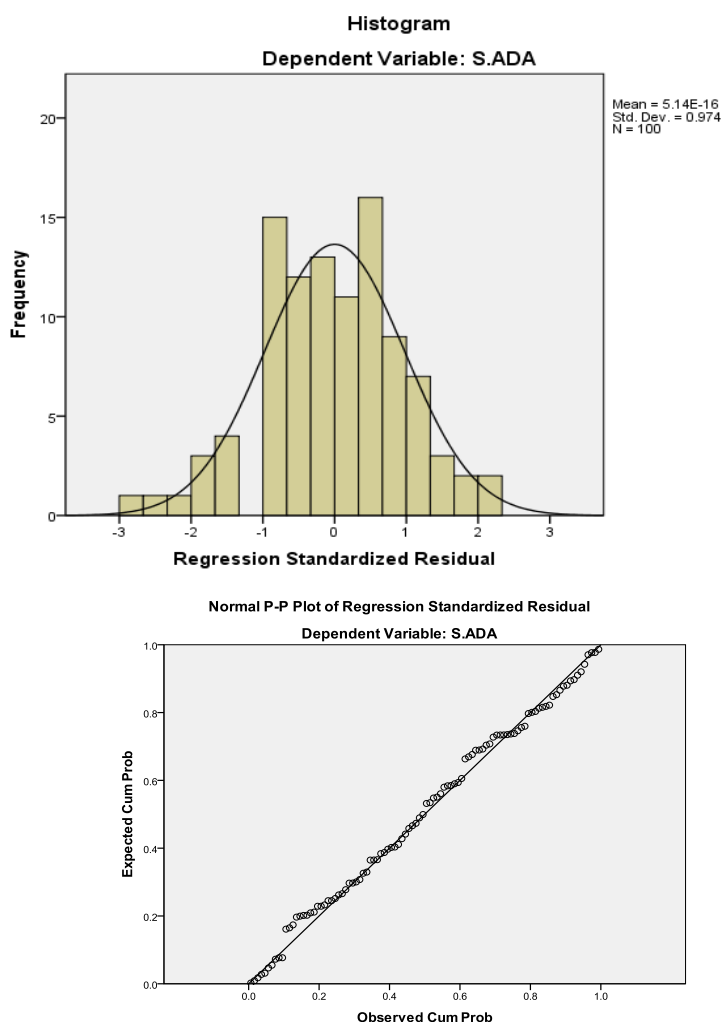 Histogram
Dependent Variable: S.ADA
Mean = 5.14E-16
Std. Dev. = 0.974
N = 100
Frequency
20
15
10
5
0
-3 -2 -1 0 1 2 3
Regression Standardized Residual
Normal P-P Plot of Regression Standardized Residual
Dependent Variable: S.ADA
Expected Cum Prob
1.0
0.8
0.6
0.4
0.2
0.0
0.0 0.2 0.4 0.6 0.8 1.0
Observed Cum Prob